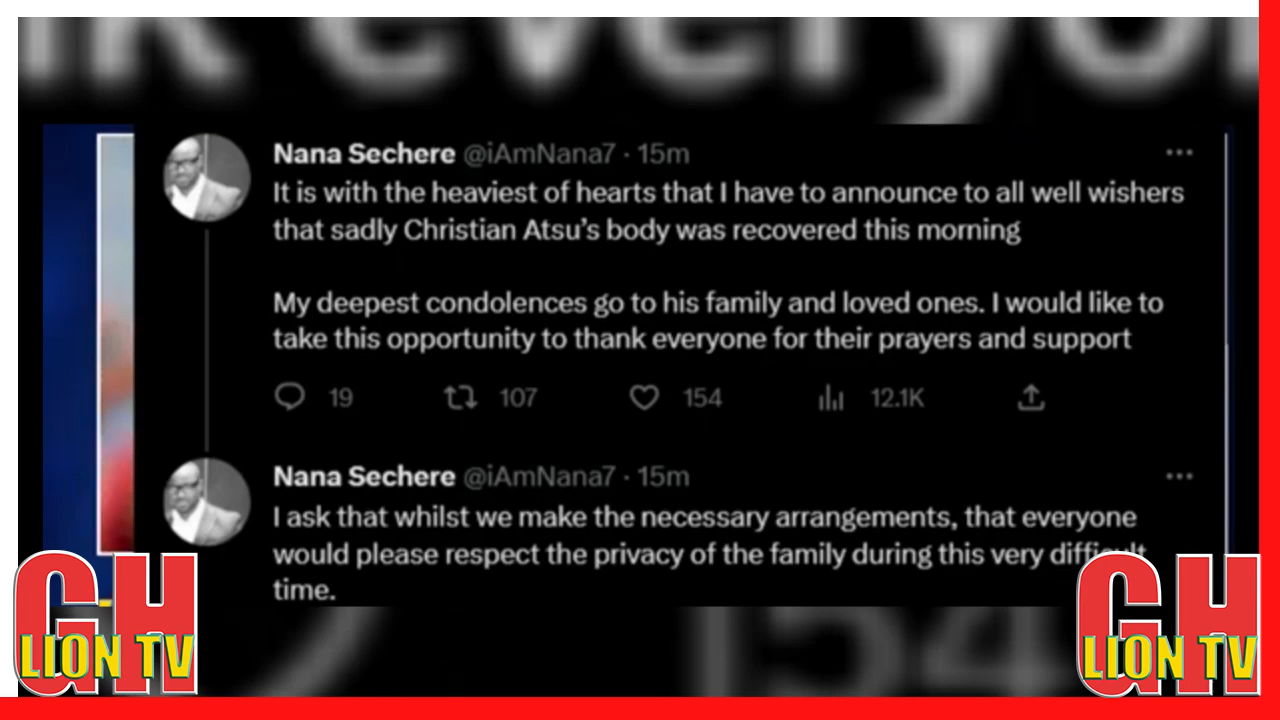 Nana Sechere @iAmNana7 · 15m
It is with the heaviest of hearts that I have to announce to all well wishers
that sadly Christian Atsu's body was recovered this morning
My deepest condolences go to his family and loved ones. I would like to
take this opportunity to thank everyone for their prayers and support
19 107 154 12.1K
Nana Sechere @iAmNana7 · 15m
I ask that whilst we make the necessary arrangements, that everyone
would please respect the privacy of the family during this very difficult
time.
GH
LION TV
GH
LION TV
154